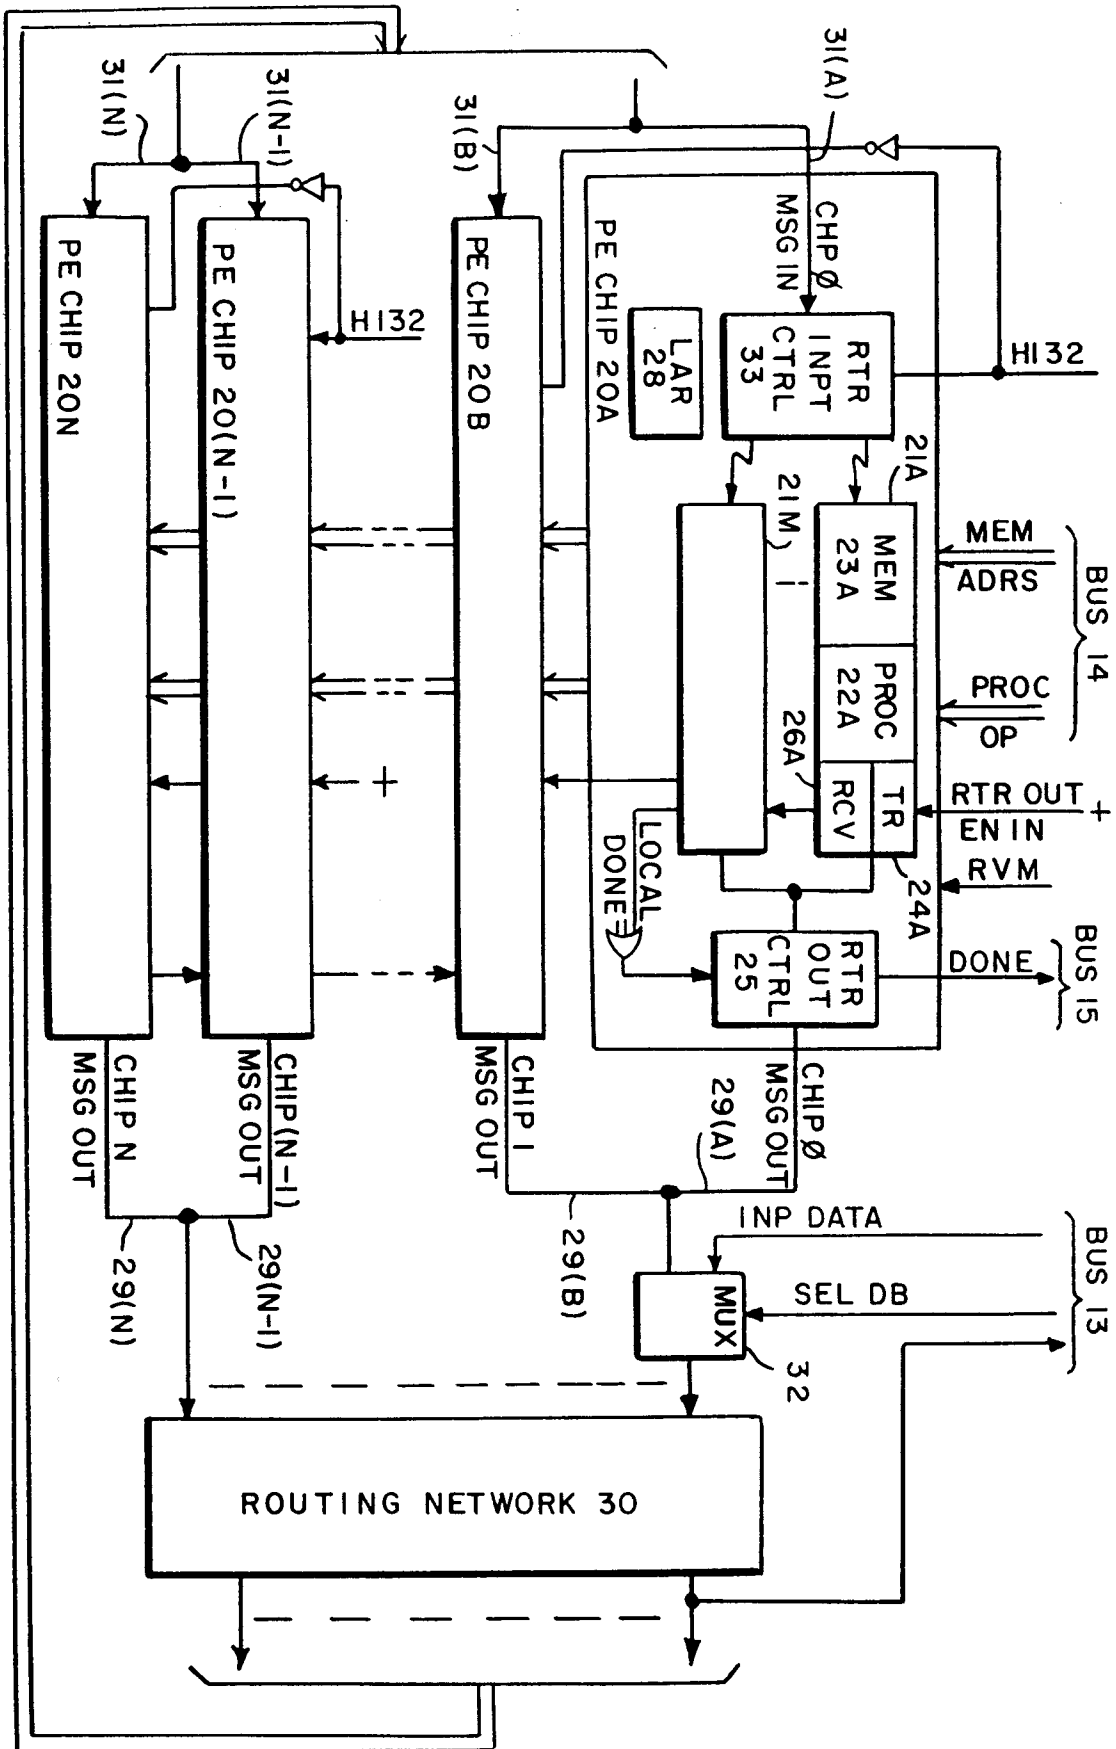 BUS 14
BUS 15
BUS 13
HI32
MEM
ADRS
PROC
OP
RTR OUT
EN IN
+
RVM
DONE
INP DATA
SEL DB
31(A)
CHPØ
MSG IN
RTR
INPT
CTRL
33
21A
MEM
23A
PROC
22A
TR
RCV
24A
26A
RTR
OUT
CTRL
25
CHIPØ
MSG OUT
29(A)
MUX
32
LAR
28
21M
LOCAL
DONE
PE CHIP 20A
31(B)
PE CHIP 20B
CHIP 1
MSG OUT
29(B)
HI32
+
31(N-1)
PE CHIP 20(N-1)
CHIP(N-1)
MSG OUT
29(N-1)
31(N)
PE CHIP 20N
CHIP N
MSG OUT
29(N)
ROUTING NETWORK 30